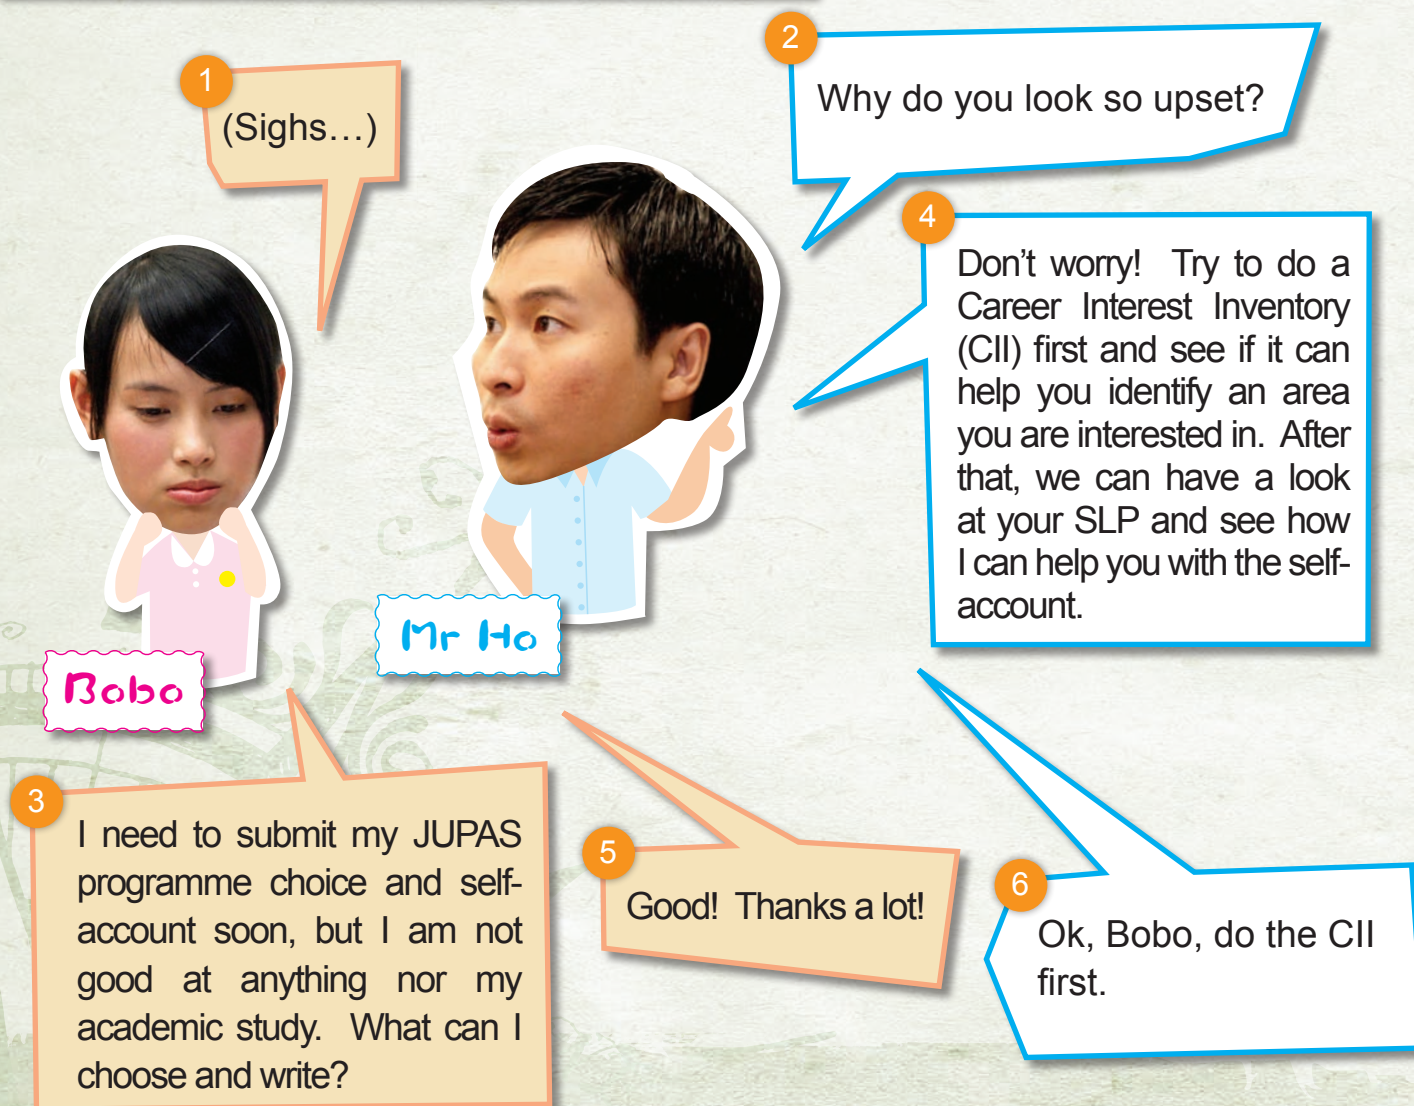 1
(Sighs…)
2
Why do you look so upset?
4
Don't worry! Try to do a
Career Interest Inventory
(CII) first and see if it can
help you identify an area
you are interested in. After
that, we can have a look
at your SLP and see how
I can help you with the self-
account.
Mr Ho
Bobo
3
I need to submit my JUPAS
programme choice and self-
account soon, but I am not
good at anything nor my
academic study. What can I
choose and write?
5
Good! Thanks a lot!
6
Ok, Bobo, do the CII
first.